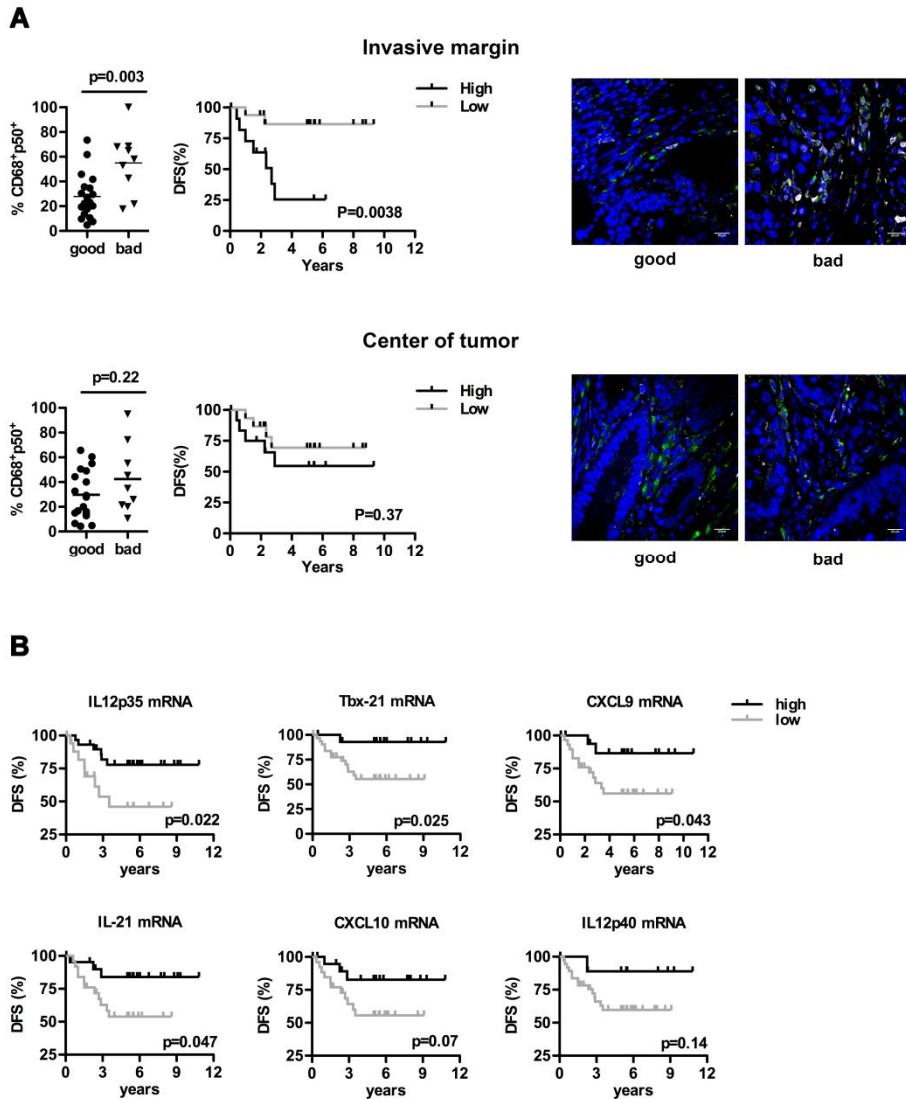 A
Invasive margin
p=0.003
% CD68+p50+
100
80
60
40
20
0
good bad
DFS(%)
100
75
50
25
0
0 2 4 6 8 10 12
Years
P=0.0038
High
Low
good
bad
Center of tumor
p=0.22
% CD68+p50+
100
80
60
40
20
0
good bad
DFS(%)
100
75
50
25
0
0 2 4 6 8 10 12
Years
P=0.37
High
Low
good
bad
B
high
low
IL12p35 mRNA
DFS (%)
100
75
50
25
0 3 6 9 12
years
p=0.022
Tbx-21 mRNA
DFS (%)
100
75
50
25
0
0 3 6 9 12
years
p=0.025
CXCL9 mRNA
DFS (%)
100
75
50
25
0 2 4 6 8 10 12
years
p=0.043
IL-21 mRNA
DFS (%)
100
75
50
25
0 3 6 9 12
years
p=0.047
CXCL10 mRNA
DFS (%)
100
75
50
25
0 3 6 9 12
years
p=0.07
IL12p40 mRNA
DFS (%)
100
75
50
25
0 3 6 9 12
years
p=0.14